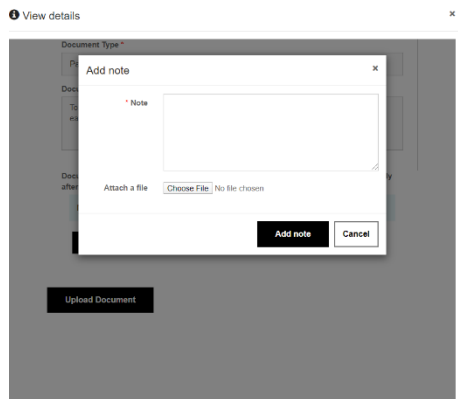 View details
×
Document Type *
Add note
×
* Note
Attach a file
Choose File No file chosen
after
Add note
Cancel
Upload Document